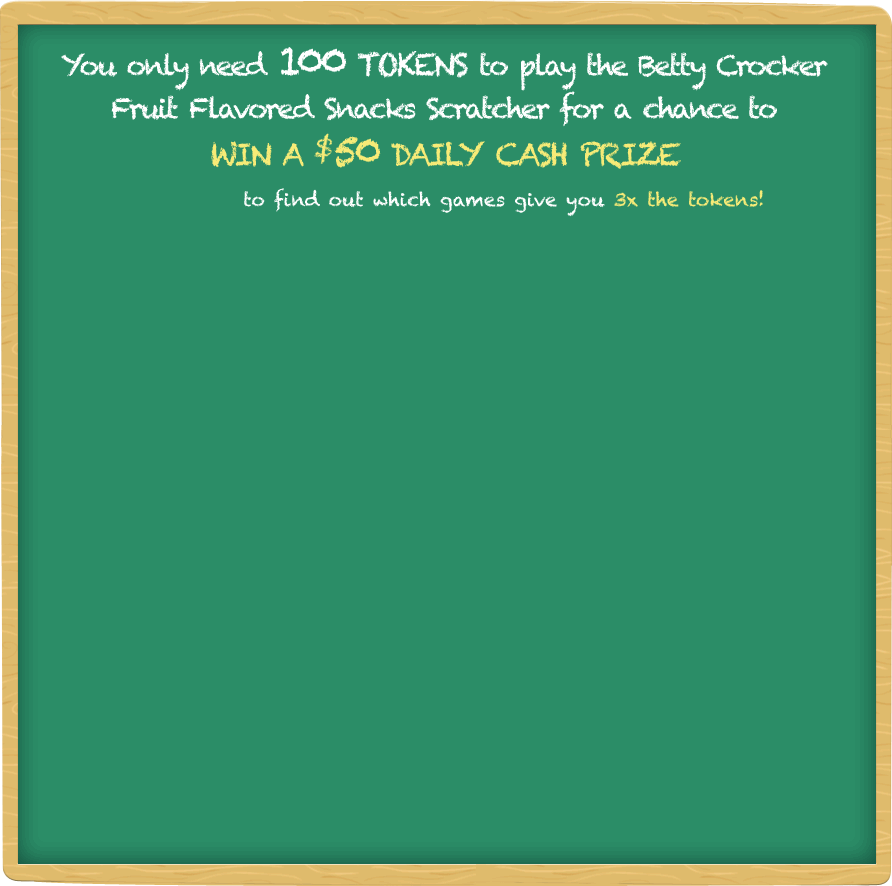 You only need 100 TOKENS to play the Betty Crocker
Fruit Flavored Snacks Scratcher for a chance to
WIN A $50 DAILY CASH PRIZE
to find out which games give you 3x the tokens!